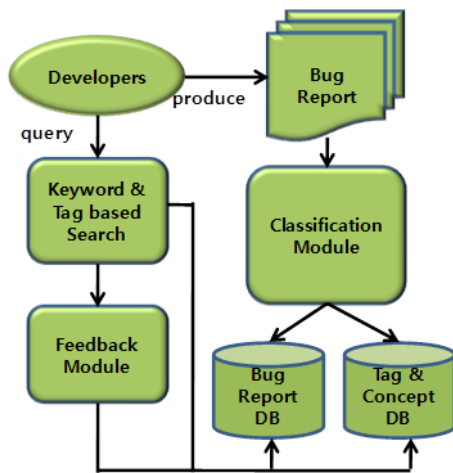 Developers
produce
Bug
Report
query
Keyword &
Tag based
Search
Classification
Module
Feedback
Module
Bug
Report
DB
Tag &
Concept
DB